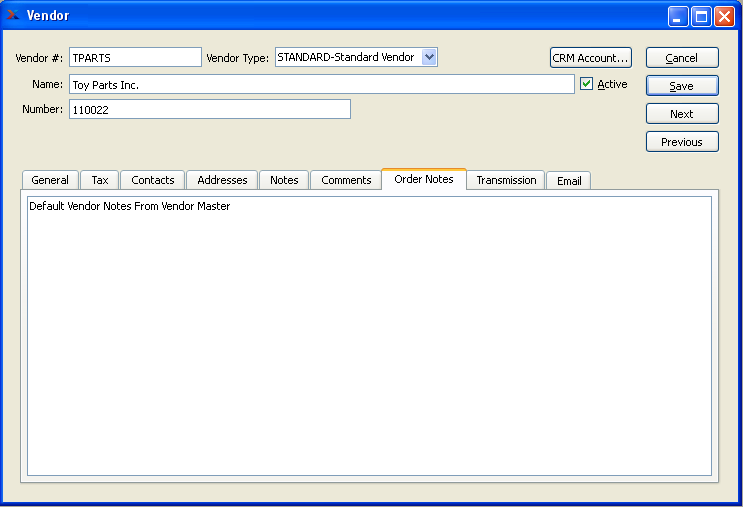 Vendor
Vendor #: TPARTS Vendor Type: STANDARD-Standard Vendor CRM Account... Cancel
Name: Toy Parts Inc. Active Save
Number: 110022 Next
Previous
General Tax Contacts Addresses Notes Comments Order Notes Transmission Email
Default Vendor Notes From Vendor Master